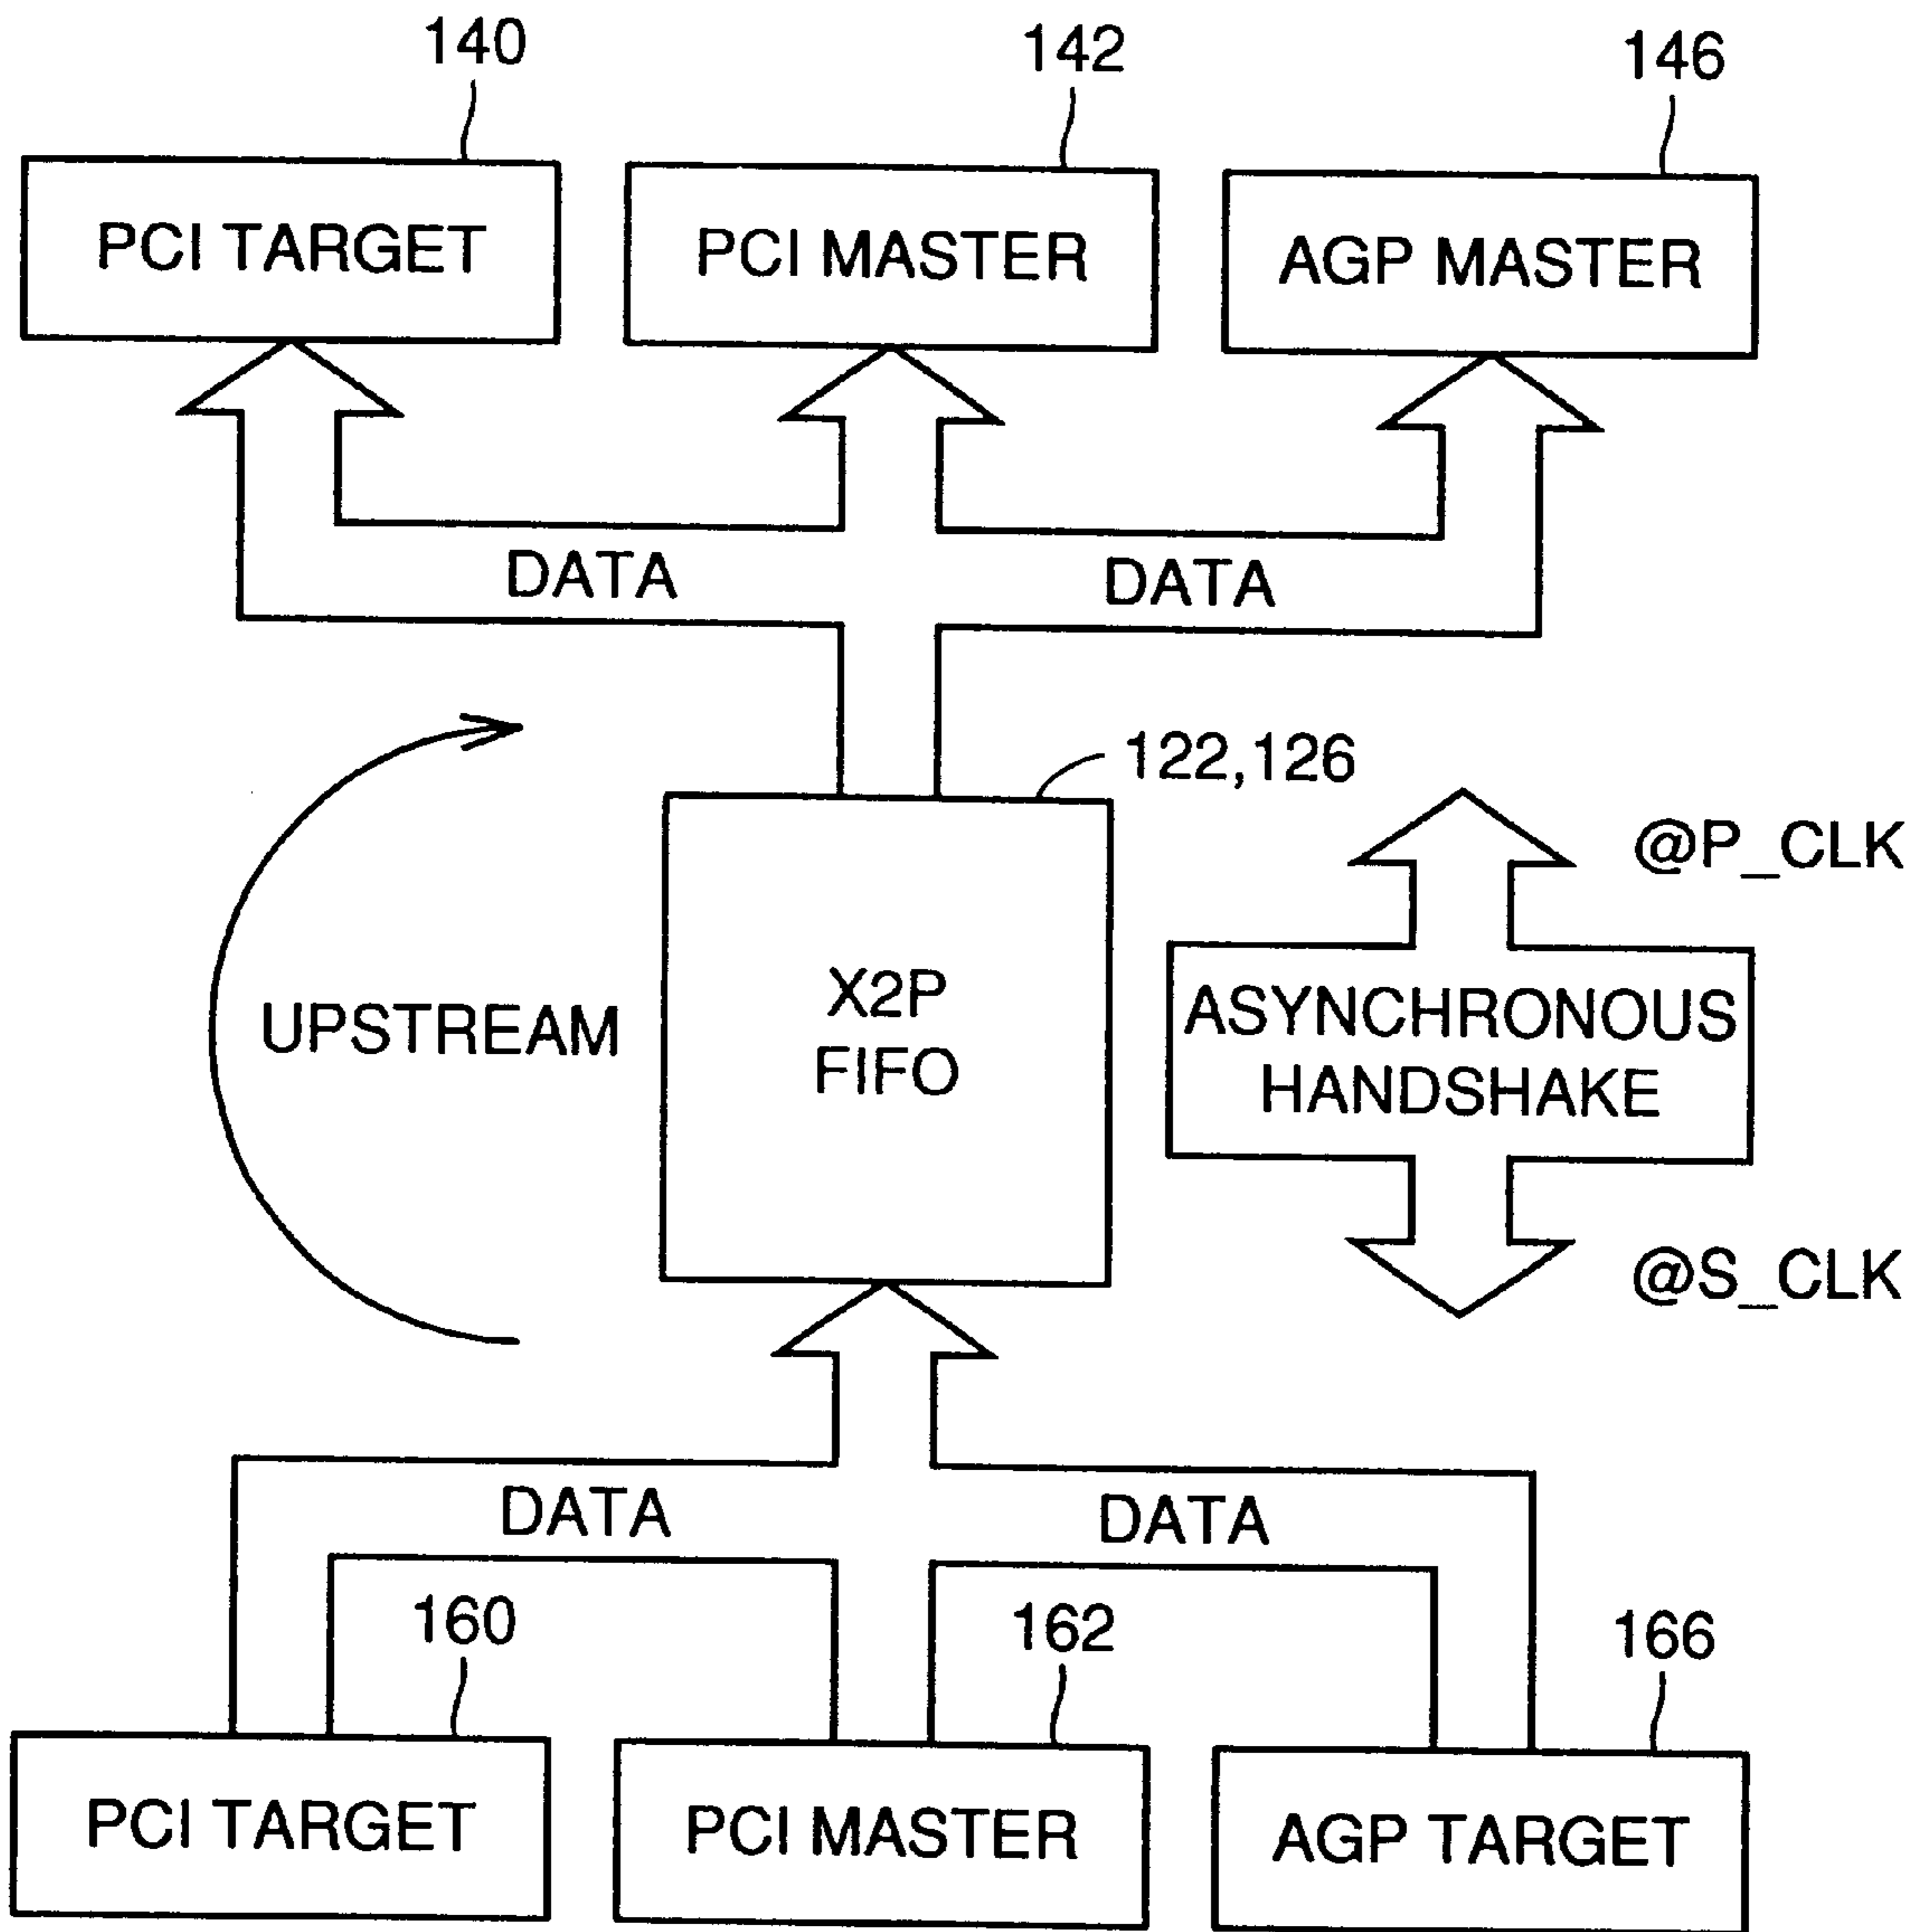 140
142
146
PCI TARGET
PCI MASTER
AGP MASTER
DATA
DATA
122,126
@P_CLK
X2P
FIFO
UPSTREAM
ASYNCHRONOUS
HANDSHAKE
@S_CLK
DATA
DATA
160
162
166
PCI TARGET
PCI MASTER
AGP TARGET